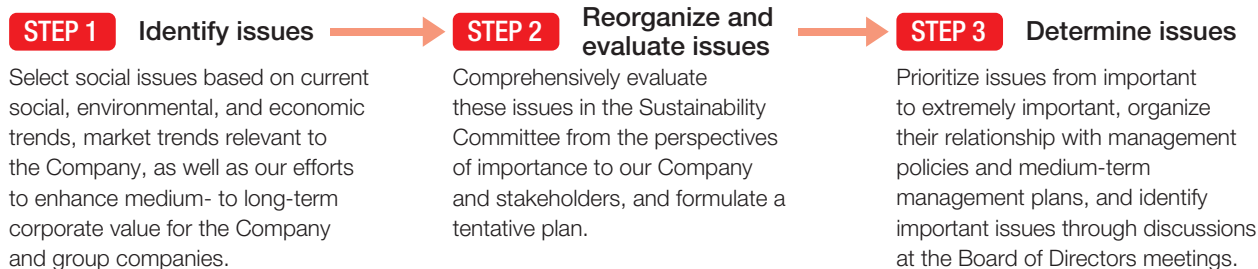 STEP 1 Identify issues
Select social issues based on current
social, environmental, and economic
trends, market trends relevant to
the Company, as well as our efforts
to enhance medium- to long-term
corporate value for the Company
and group companies.
STEP 2 Reorganize and
evaluate issues
Comprehensively evaluate
these issues in the Sustainability
Committee from the perspectives
of importance to our Company
and stakeholders, and formulate a
tentative plan.
STEP 3 Determine issues
Prioritize issues from important
to extremely important, organize
their relationship with management
policies and medium-term
management plans, and identify
important issues through discussions
at the Board of Directors meetings.